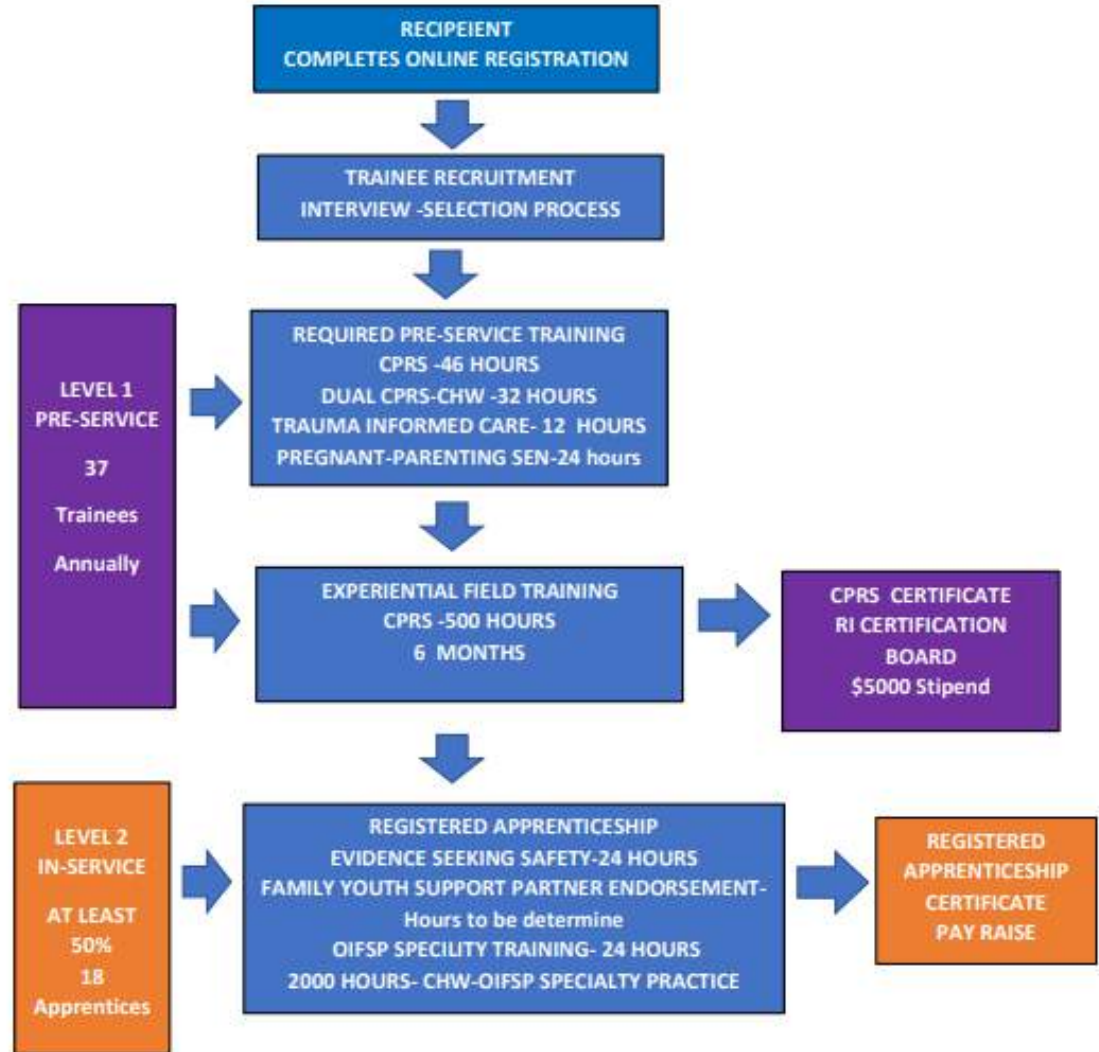 RECIPEIENT
COMPLETES ONLINE REGISTRATION
TRAINEE RECRUITMENT
INTERVIEW -SELECTION PROCESS
LEVEL 1
PRE-SERVICE
37
Trainees
Annually
REQUIRED PRE-SERVICE TRAINING
CPRS -46 HOURS
DUAL CPRS-CHW -32 HOURS
TRAUMA INFORMED CARE- 12 HOURS
PREGNANT-PARENTING SEN-24 hours
EXPERIENTIAL FIELD TRAINING
CPRS -500 HOURS
6 MONTHS
CPRS CERTIFICATE
RI CERTIFICATION
BOARD
$5000 Stipend
LEVEL 2
IN-SERVICE
AT LEAST
50%
18
Apprentices
REGISTERED APPRENTICESHIP
EVIDENCE SEEKING SAFETY-24 HOURS
FAMILY YOUTH SUPPORT PARTNER ENDORSEMENT-
Hours to be determine
OIFSP SPECILITY TRAINING- 24 HOURS
2000 HOURS- CHW-OIFSP SPECIALTY PRACTICE
REGISTERED
APPRENTICESHIP
CERTIFICATE
PAY RAISE